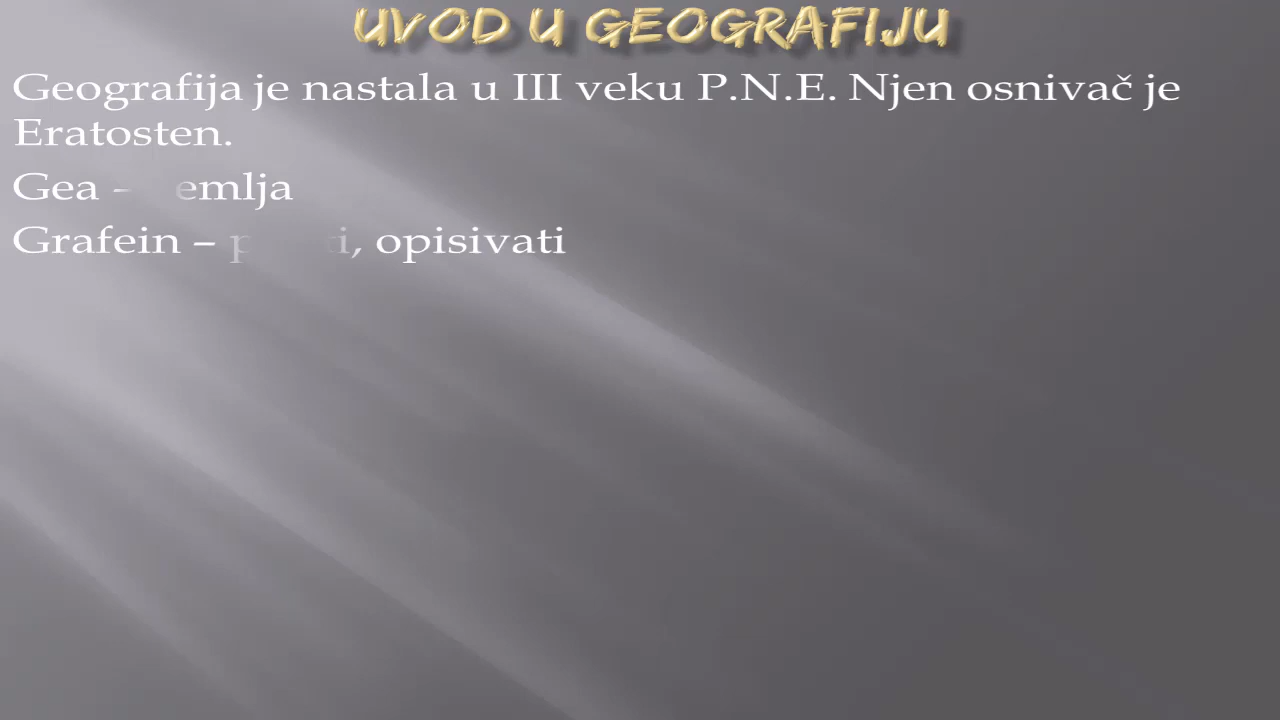 UVOD U GEOGRAFIJU
Geografija je nastala u III veku P.N.E. Njen osnivač je
Eratosten.
Gea –
Grafein – opisivati